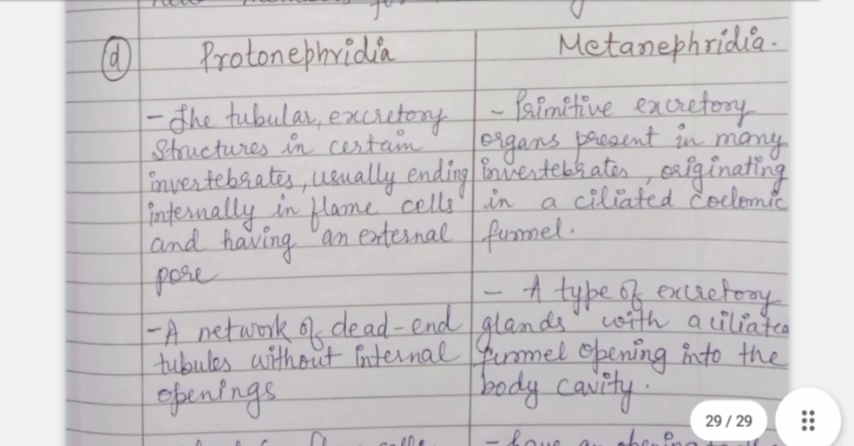 (d) Protonephridia
Metanephridia.
- The tubular, excretory
structures in certain
invertebrates, usually ending
internally in flame cells
and having an external
pore
- A network of dead-end
tubules without internal
openings
- Primitive excretory
organs present in many
invertebrates, originating
in a ciliated coelomic
funnel.
- A type of excretory
glands with a ciliated
funnel opening into the
body cavity.
29 / 29